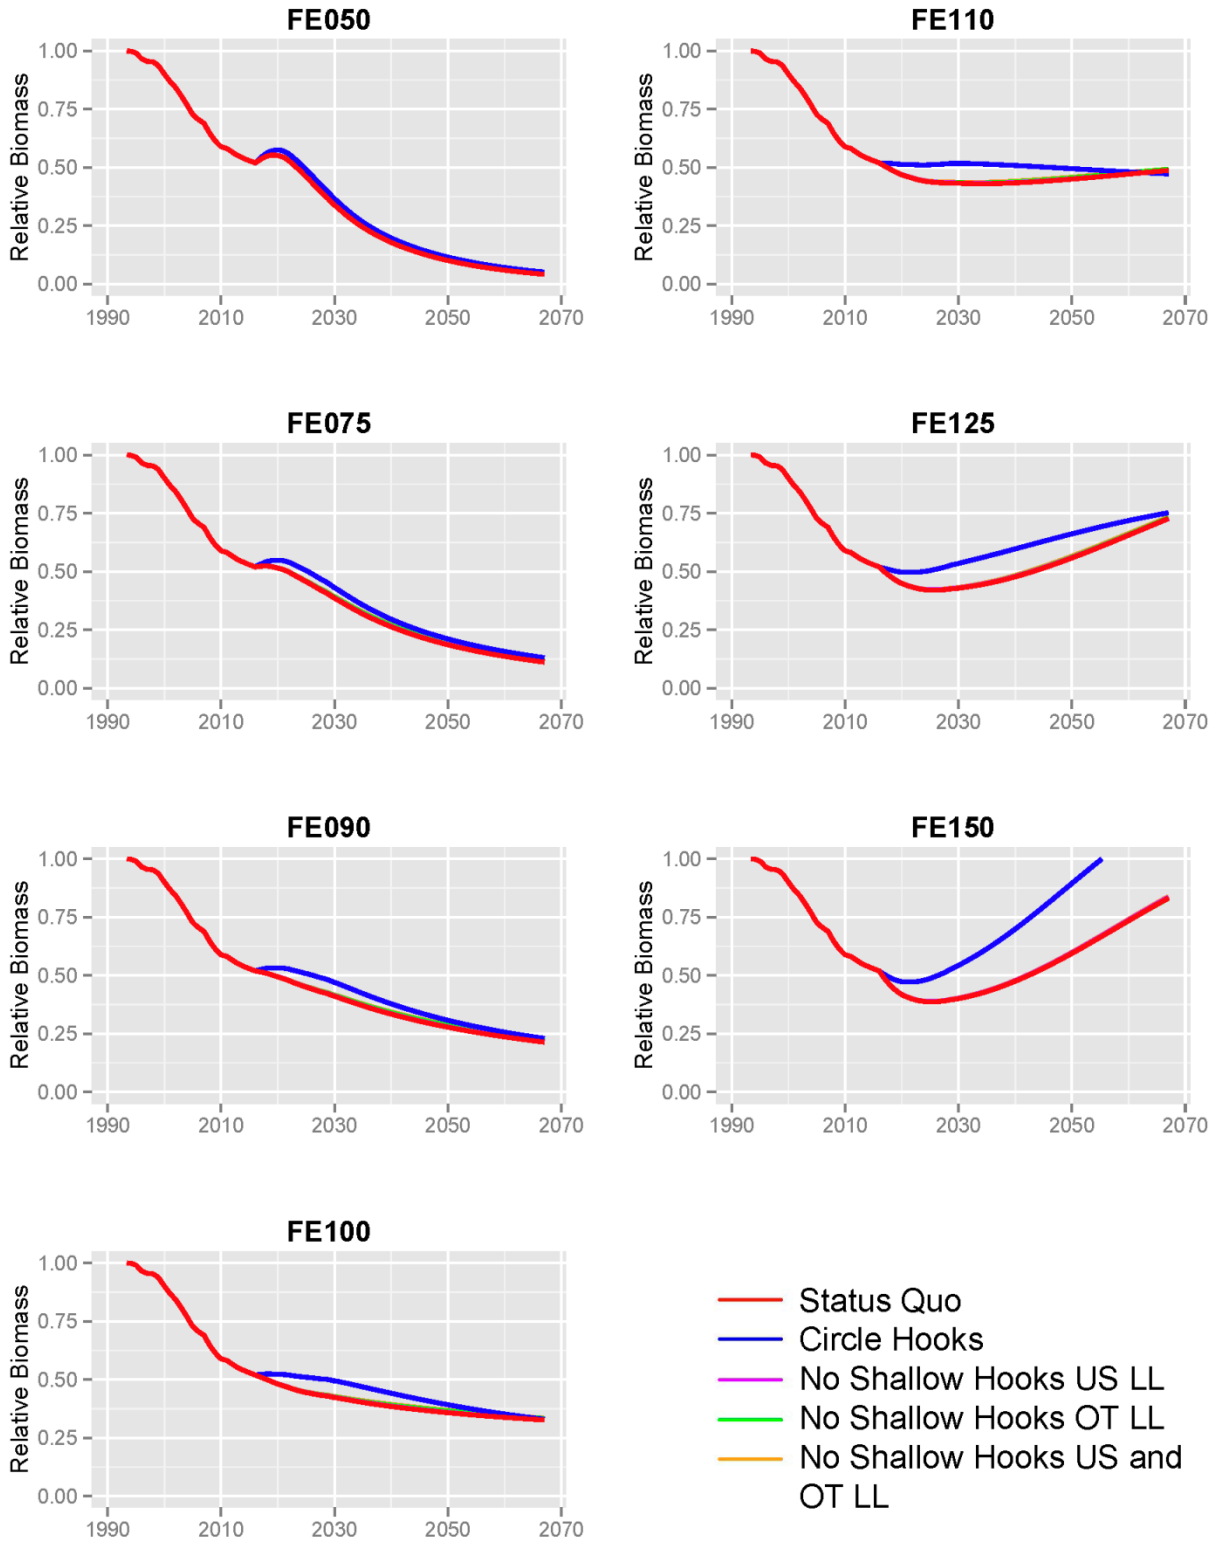 FE050
Relative Biomass
1.00
0.75
0.50
0.25
0.00
1990 2010 2030 2050 2070
FE110
Relative Biomass
1.00
0.75
0.50
0.25
0.00
1990 2010 2030 2050 2070
FE075
Relative Biomass
1.00
0.75
0.50
0.25
0.00
1990 2010 2030 2050 2070
FE125
Relative Biomass
1.00
0.75
0.50
0.25
0.00
1990 2010 2030 2050 2070
FE090
Relative Biomass
1.00
0.75
0.50
0.25
0.00
1990 2010 2030 2050 2070
FE150
Relative Biomass
1.00
0.75
0.50
0.25
0.00
1990 2010 2030 2050 2070
FE100
Relative Biomass
1.00
0.75
0.50
0.25
0.00
1990 2010 2030 2050 2070
Status Quo
Circle Hooks
No Shallow Hooks US LL
No Shallow Hooks OT LL
No Shallow Hooks US and
OT LL